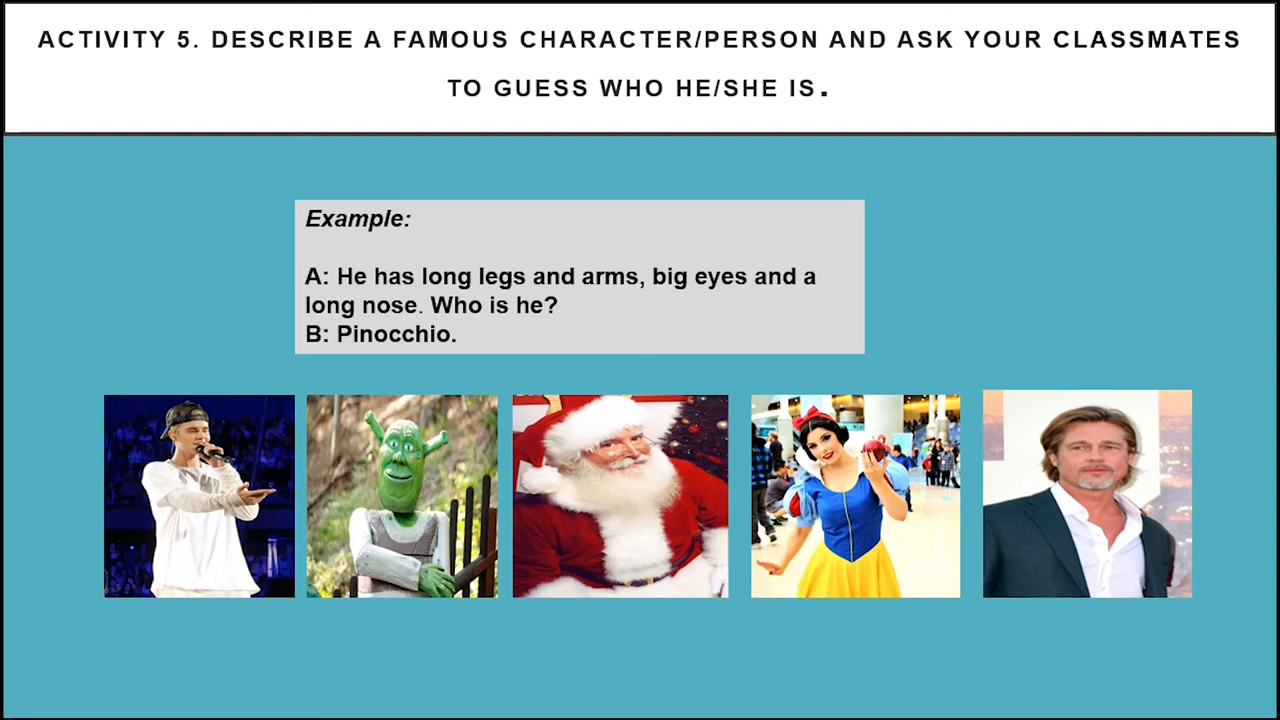 ACTIVITY 5. DESCRIBE A FAMOUS CHARACTER/PERSON AND ASK YOUR CLASSMATES
TO GUESS WHO HE/SHE IS.
Example:
A: He has long legs and arms, big eyes and a
long nose. Who is he?
B: Pinocchio.